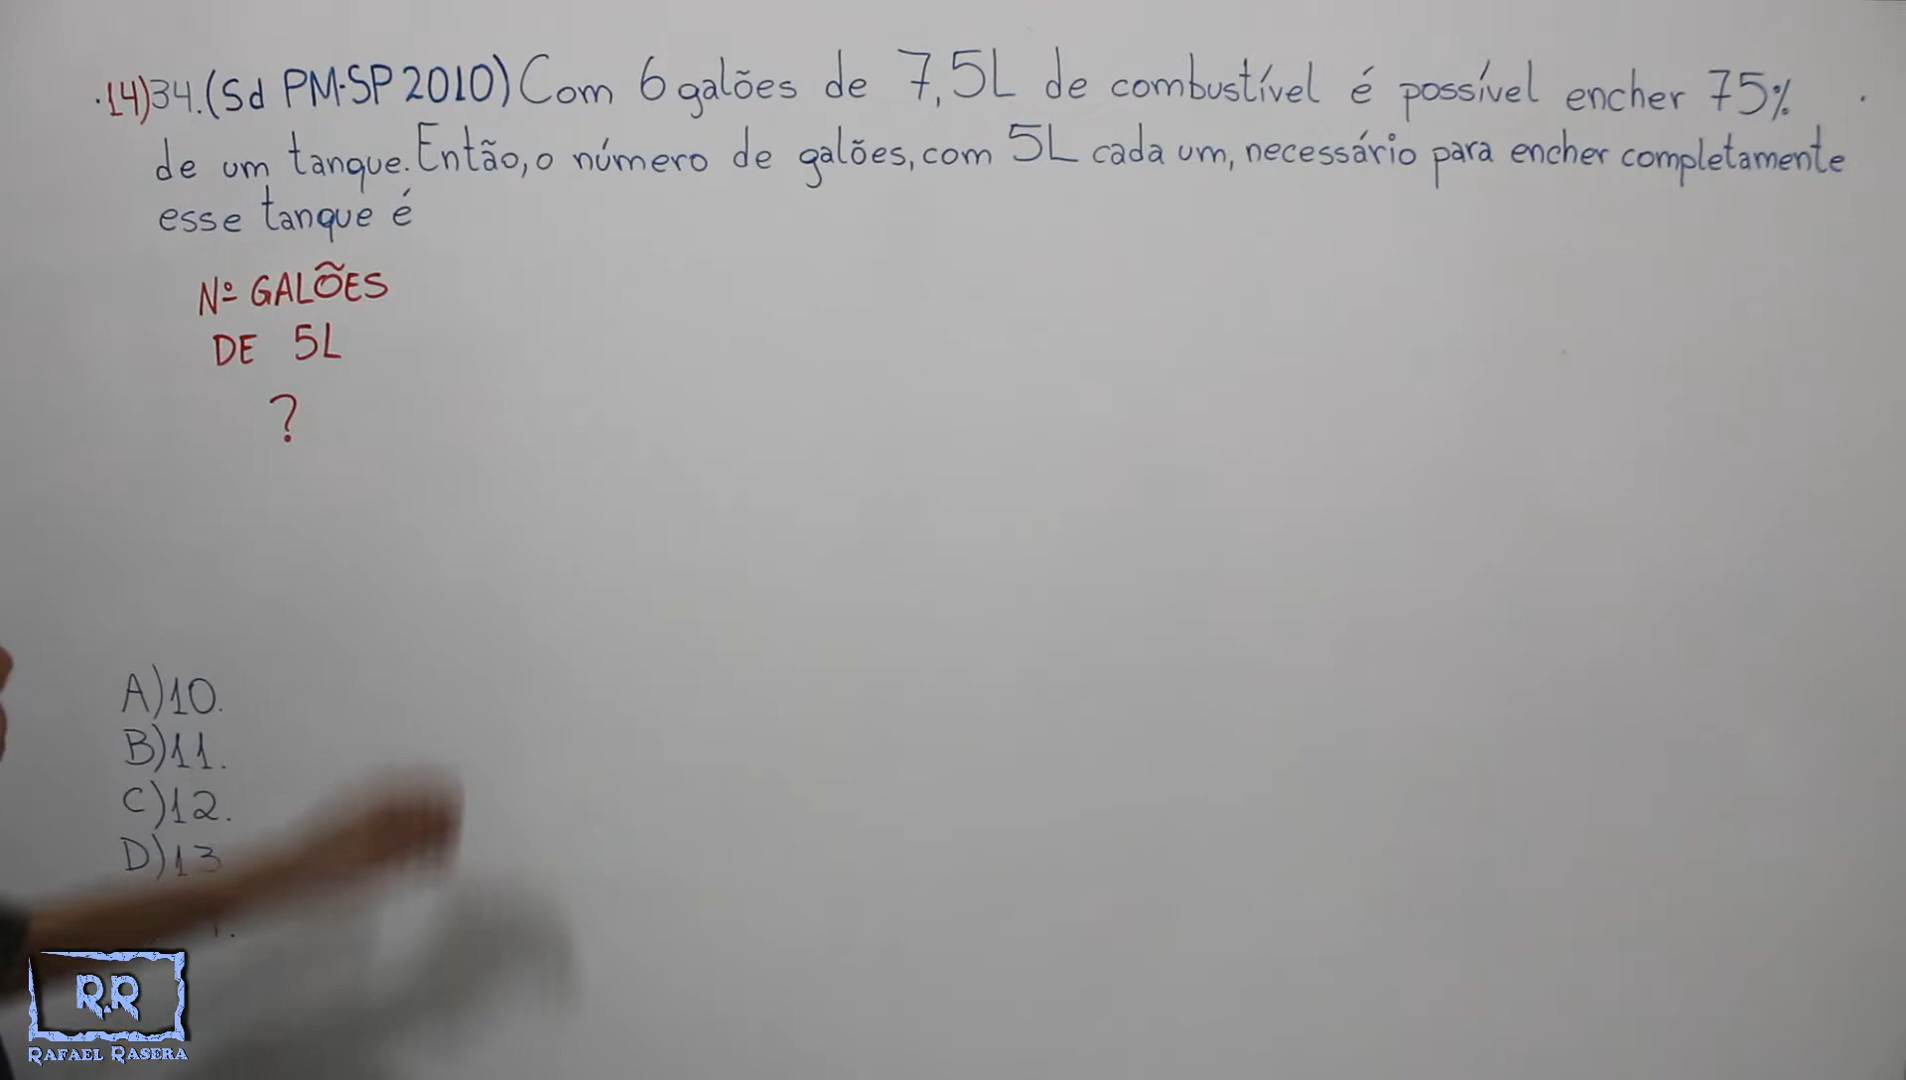 14)34.(Sd PM-SP 2010) Com 6 galões de 7,5L de combustível é possível encher 75%
de um tanque. Então, o número de galões, com 5L cada um, necessário para encher completamente
esse tanque é
Nº GALÕES
DE 5L
?
A)10.
B)11.
C)12.
D)13
R.R
RAFAEL RASERA